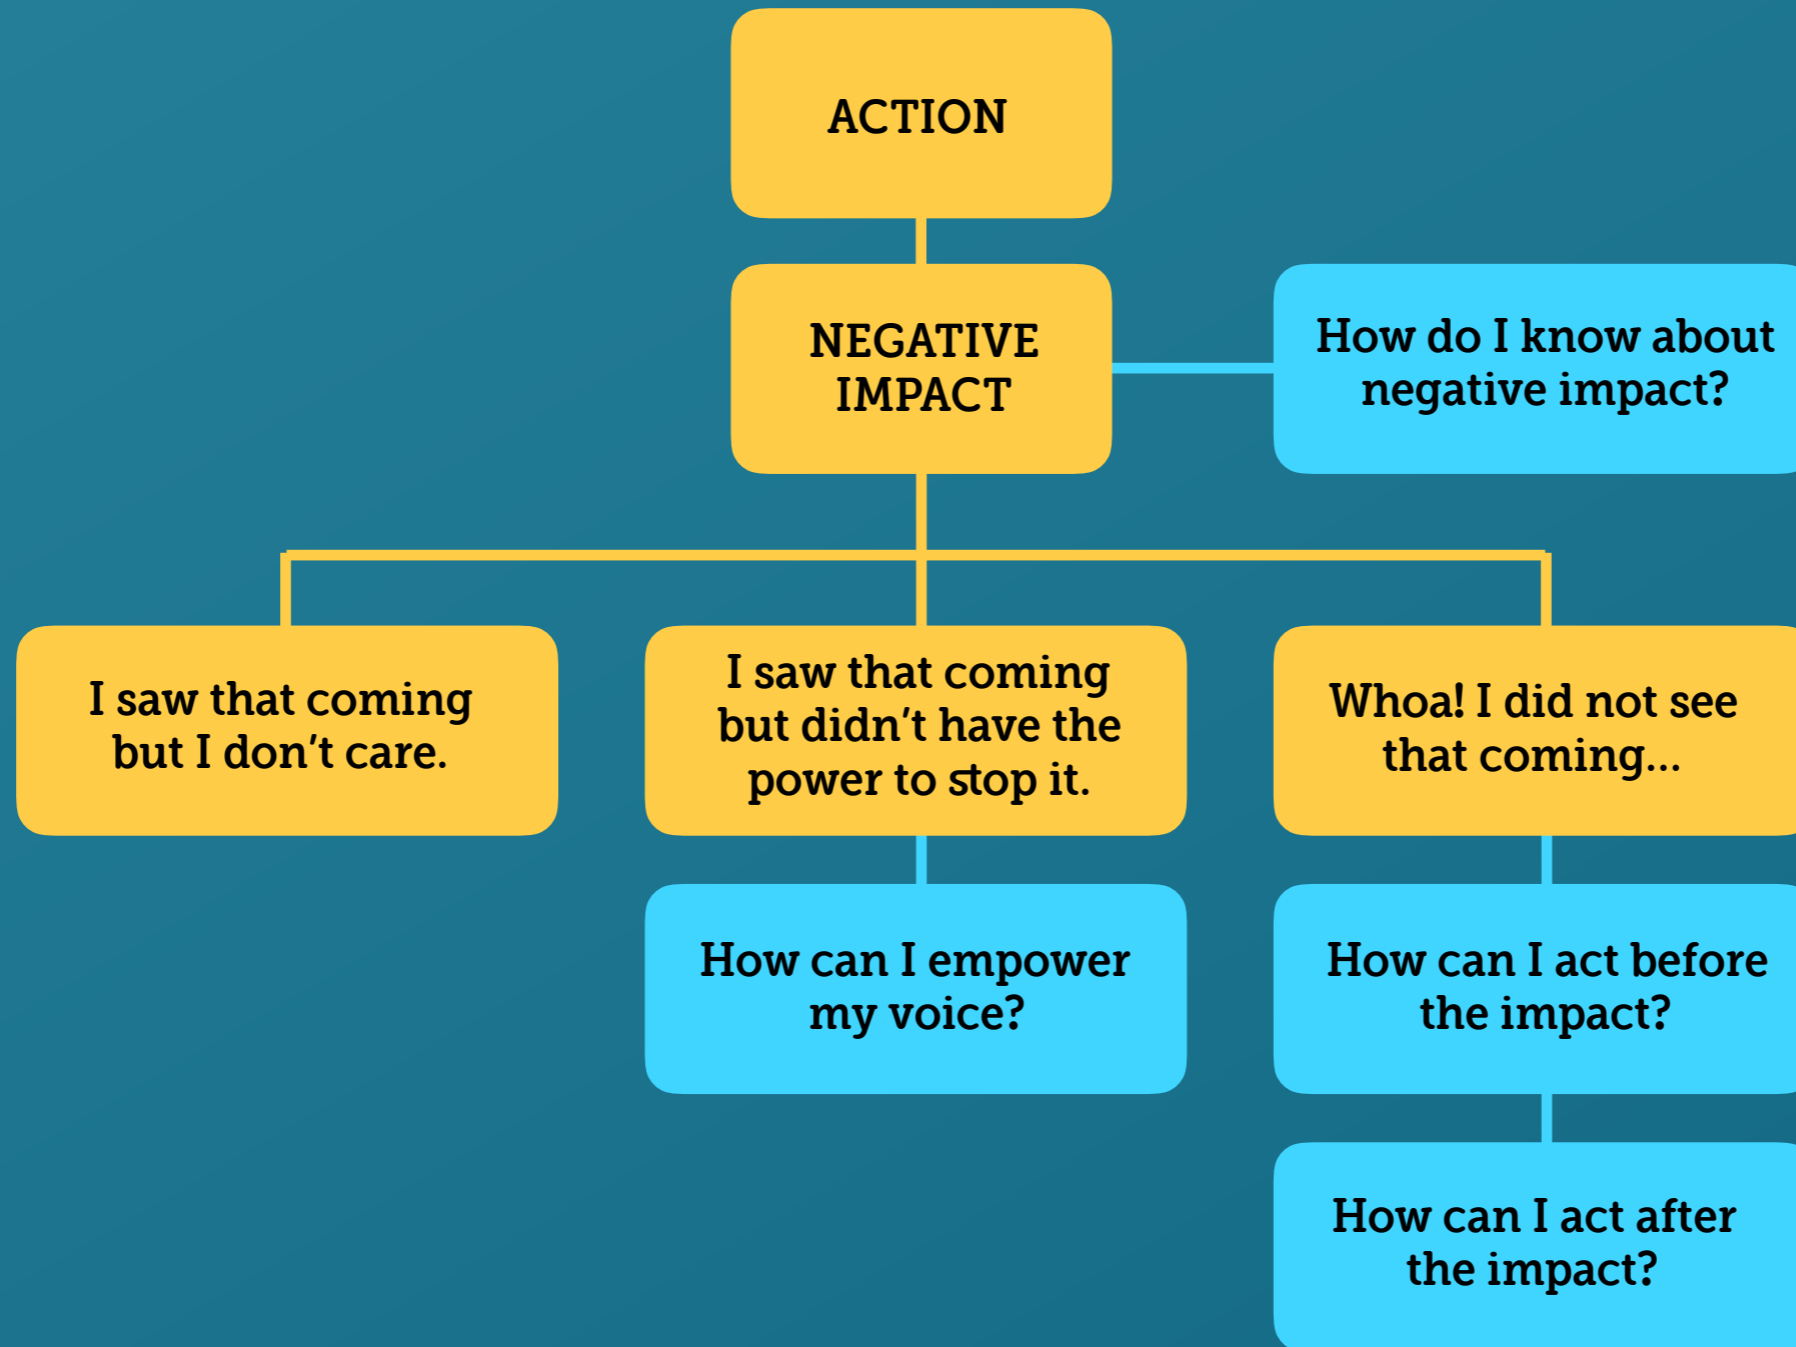 ACTION
NEGATIVE
IMPACT
How do I know about
negative impact?
I saw that coming
but I don’t care.
I saw that coming
but didn’t have the
power to stop it.
Whoa! I did not see
that coming...
How can I empower
my voice?
How can I act before
the impact?
How can I act after
the impact?